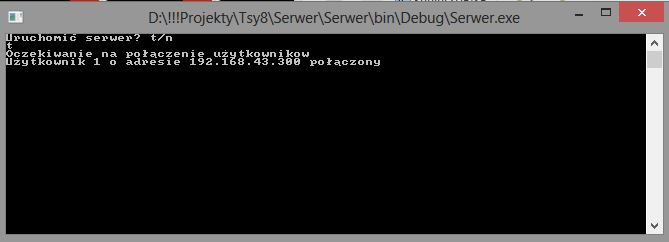 D:\!!!Projekty\Tsy8\Serwer\Serwer\bin\Debug\Serwer.exe
Uruchomić serwer? t/n
t
Oczekiwanie na połączenie użytkownikow
Użytkownik 1 o adresie 192.168.43.300 połączony